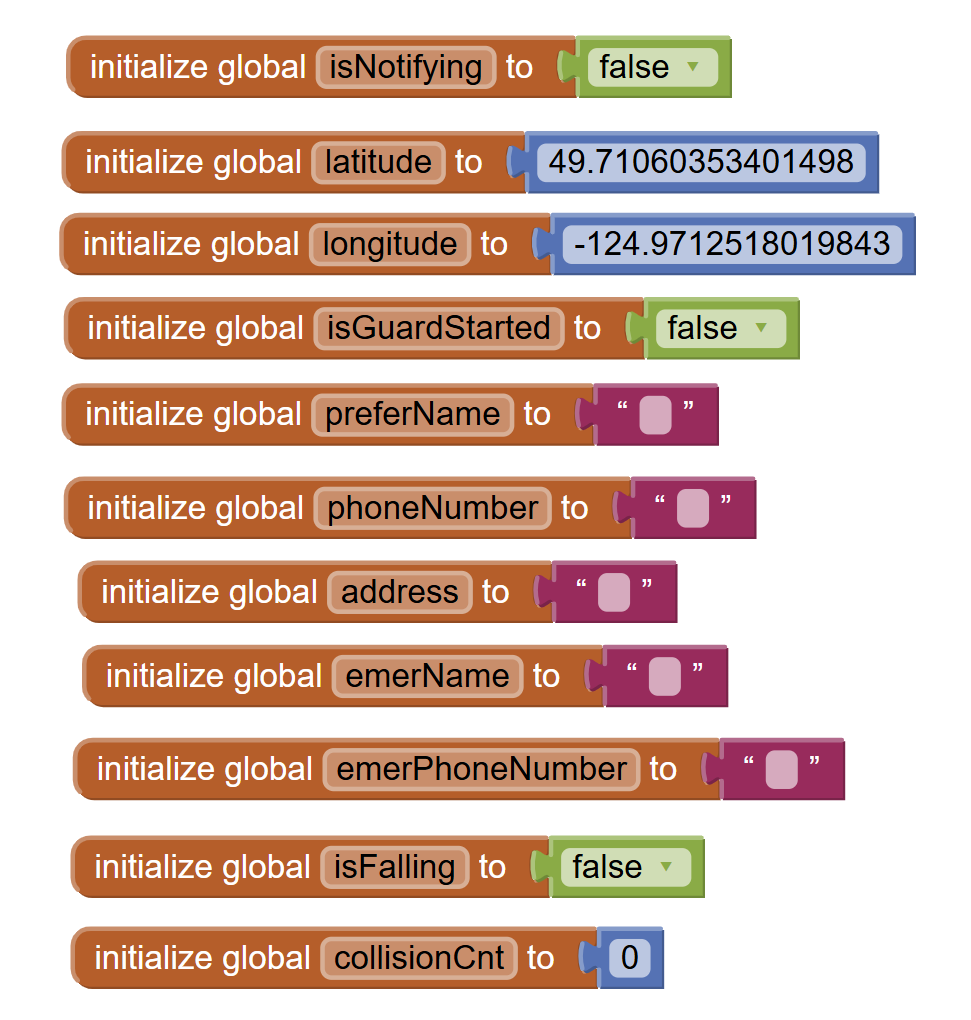 initialize global isNotifying to false
initialize global latitude to 49.71060353401498
initialize global longitude to -124.9712518019843
initialize global isGuardStarted to false
initialize global preferName to “ ”
initialize global phoneNumber to “ ”
initialize global address to “ ”
initialize global emerName to “ ”
initialize global emerPhoneNumber to “ ”
initialize global isFalling to false
initialize global collisionCnt to 0